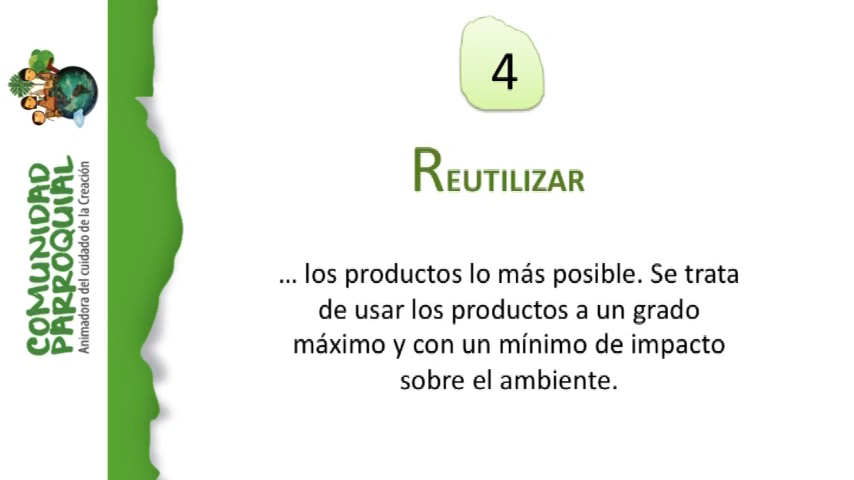 COMUNIDAD
PARROQUIAL
Animadora del cuidado de la Creación
4
REUTILIZAR
... los productos lo más posible. Se trata
de usar los productos a un grado
máximo y con un mínimo de impacto
sobre el ambiente.